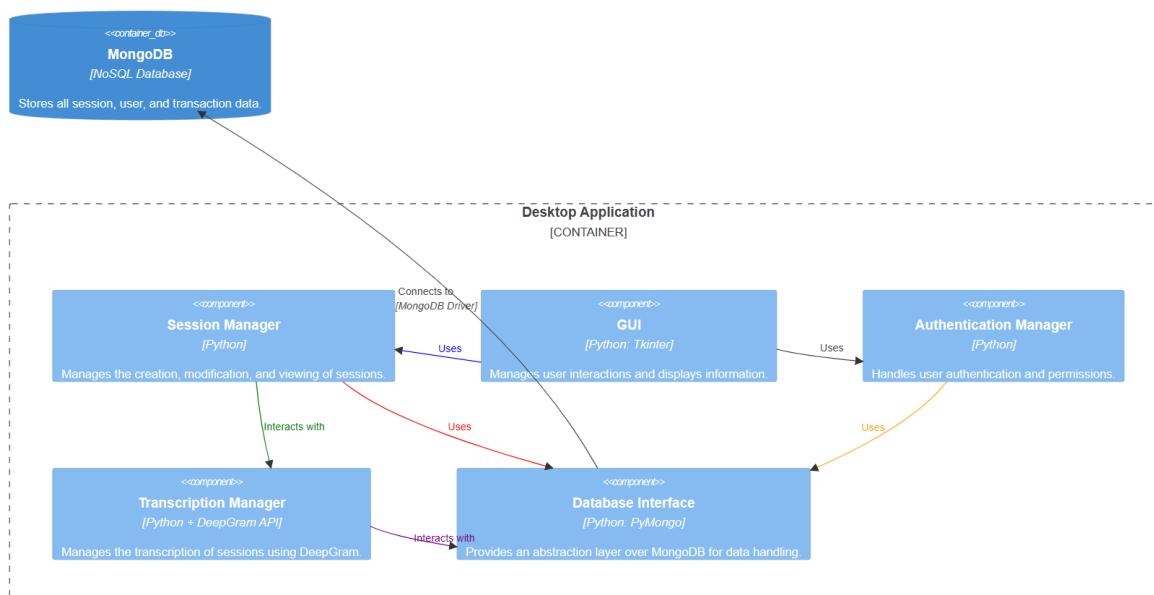 <<container_db>>
MongoDB
[NoSQL Database]
Stores all session, user, and transaction data.
Desktop Application
[CONTAINER]
<<component>>
Session Manager
[Python]
Manages the creation, modification, and viewing of sessions.
Connects to
[MongoDB Driver]
Uses
<<component>>
GUI
[Python: Tkinter]
Manages user interactions and displays information.
Uses
<<component>>
Authentication Manager
[Python]
Handles user authentication and permissions.
Interacts with
Uses
Uses
<<component>>
Transcription Manager
[Python + DeepGram API]
Manages the transcription of sessions using DeepGram.
Interacts with
<<component>>
Database Interface
[Python: PyMongo]
Provides an abstraction layer over MongoDB for data handling.